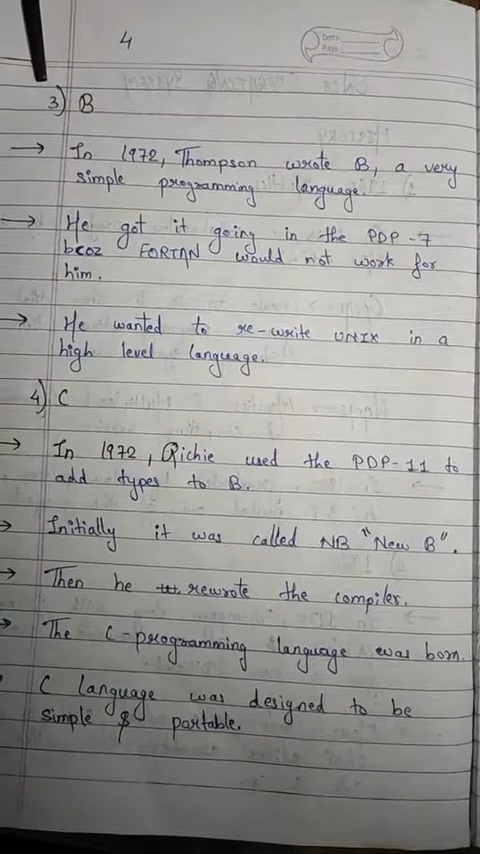 4
Date
Page
3) B
→ In 1972, Thompson wrote B, a very
simple programming language.
→ He got it going in the PDP-7
bcoz FORTAN would not work for
him.
→ He wanted to re-write UNIX in a
high level language.
4) C
→ In 1972, Richie used the PDP-11 to
add types to B.
→ Initially it was called NB "New B".
→ Then he rewrote the compiler.
→ The C-programming language was born.
C language was designed to be
simple & portable.